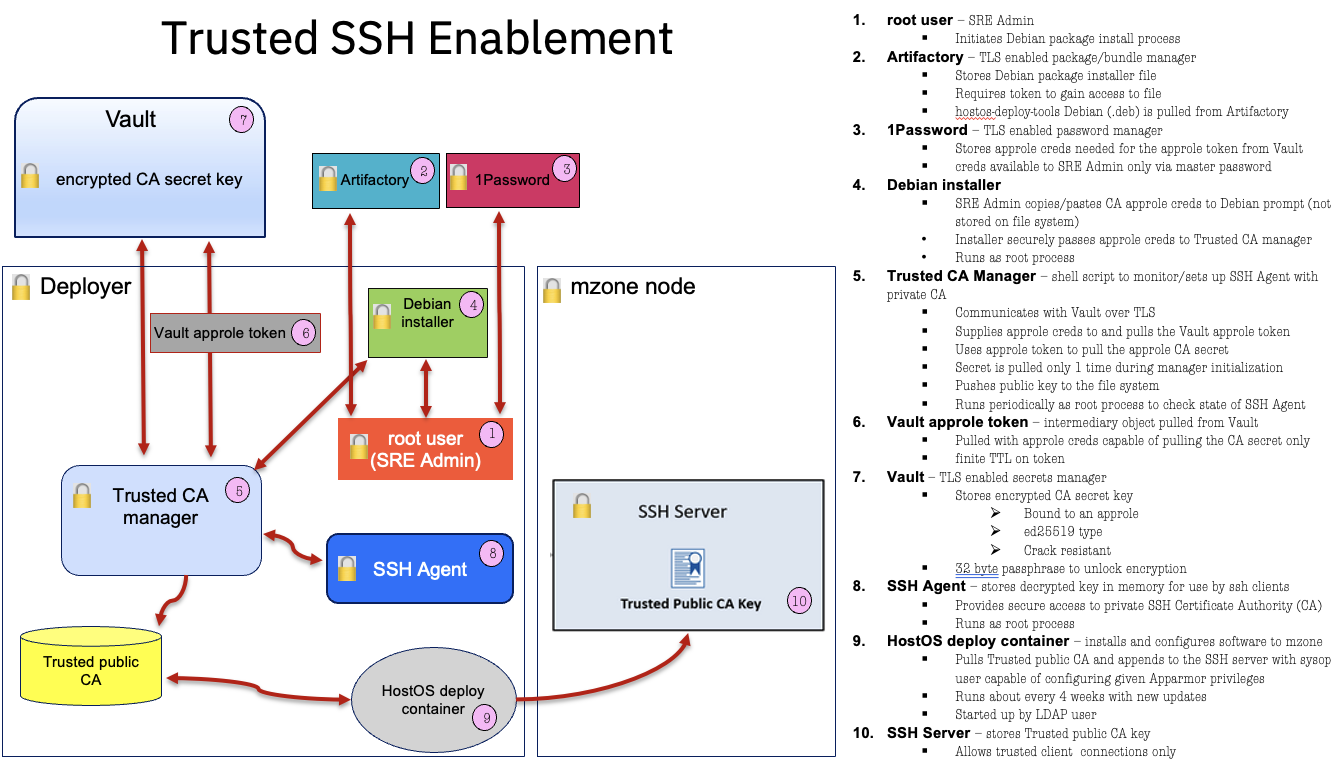 Trusted SSH Enablement
Vault
7
encrypted CA secret key
Artifactory
2
1Password
3
Deployer
Debian
installer
4
mzone node
Vault approle token
6
root user
(SRE Admin)
1
Trusted CA
manager
5
SSH Agent
8
SSH Server
Trusted Public CA Key
10
Trusted public
CA
HostOS deploy
container
9
1. root user – SRE Admin
▪ Initiates Debian package install process
2. Artifactory – TLS enabled package/bundle manager
▪ Stores Debian package installer file
▪ Requires token to gain access to file
▪ hostos-deploy-tools Debian (.deb) is pulled from Artifactory
3. 1Password – TLS enabled password manager
▪ Stores approle creds needed for the approle token from Vault
▪ creds available to SRE Admin only via master password
4. Debian installer
▪ SRE Admin copies/pastes CA approle creds to Debian prompt (not
stored on file system)
• Installer securely passes approle creds to Trusted CA manager
• Runs as root process
5. Trusted CA Manager – shell script to monitor/sets up SSH Agent with
private CA
▪ Communicates with Vault over TLS
▪ Supplies approle creds to and pulls the Vault approle token
▪ Uses approle token to pull the approle CA secret
▪ Secret is pulled only 1 time during manager initialization
▪ Pushes public key to the file system
▪ Runs periodically as root process to check state of SSH Agent
6. Vault approle token – intermediary object pulled from Vault
▪ Pulled with approle creds capable of pulling the CA secret only
▪ finite TTL on token
7. Vault – TLS enabled secrets manager
▪ Stores encrypted CA secret key
➢ Bound to an approle
➢ ed25519 type
➢ Crack resistant
▪ 32 byte passphrase to unlock encryption
8. SSH Agent – stores decrypted key in memory for use by ssh clients
▪ Provides secure access to private SSH Certificate Authority (CA)
▪ Runs as root process
9. HostOS deploy container – installs and configures software to mzone
▪ Pulls Trusted public CA and appends to the SSH server with sysop
user capable of configuring given Apparmor privileges
▪ Runs about every 4 weeks with new updates
▪ Started up by LDAP user
10. SSH Server – stores Trusted public CA key
▪ Allows trusted client connections only